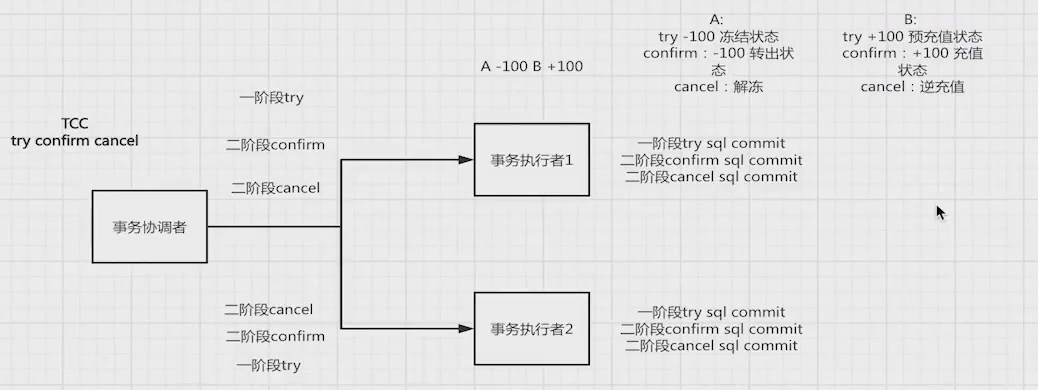 A:
try -100 冻结状态
confirm：-100 转出状
态
cancel：解冻
B:
try +100 预充值状态
confirm：+100 充值
状态
cancel：逆充值
A -100 B +100
一阶段try
TCC
try confirm cancel
二阶段confirm
二阶段cancel
事务执行者1
一阶段try sql commit
二阶段confirm sql commit
二阶段cancel sql commit
事务协调者
二阶段cancel
二阶段confirm
一阶段try
事务执行者2
一阶段try sql commit
二阶段confirm sql commit
二阶段cancel sql commit